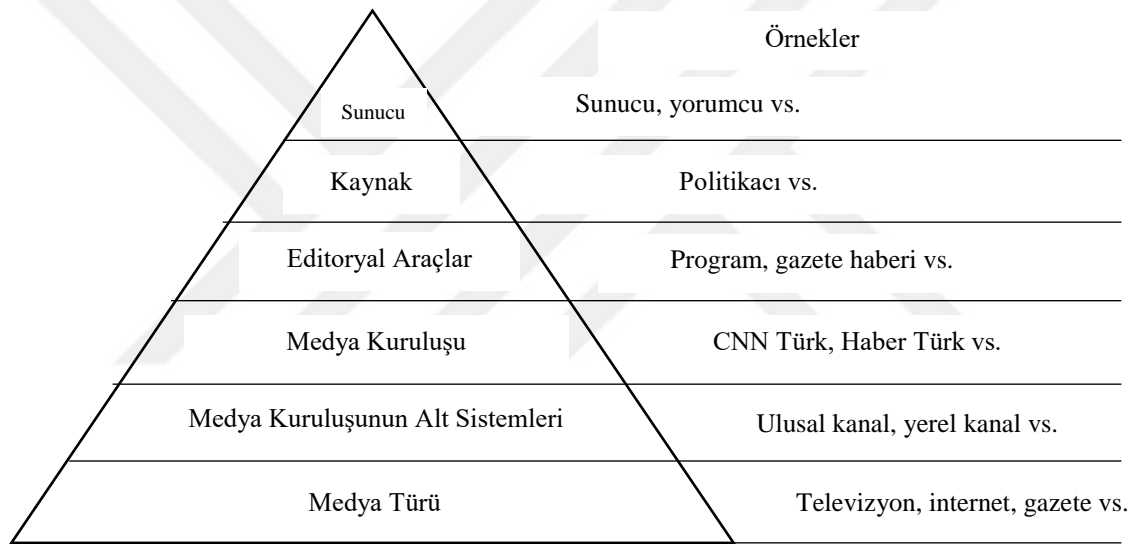 Örnekler
Sunucu
Sunucu, yorumcu vs.
Kaynak
Politikacı vs.
Editoryal Araçlar
Program, gazete haberi vs.
Medya Kuruluşu
CNN Türk, Haber Türk vs.
Medya Kuruluşunun Alt Sistemleri
Ulusal kanal, yerel kanal vs.
Medya Türü
Televizyon, internet, gazete vs.